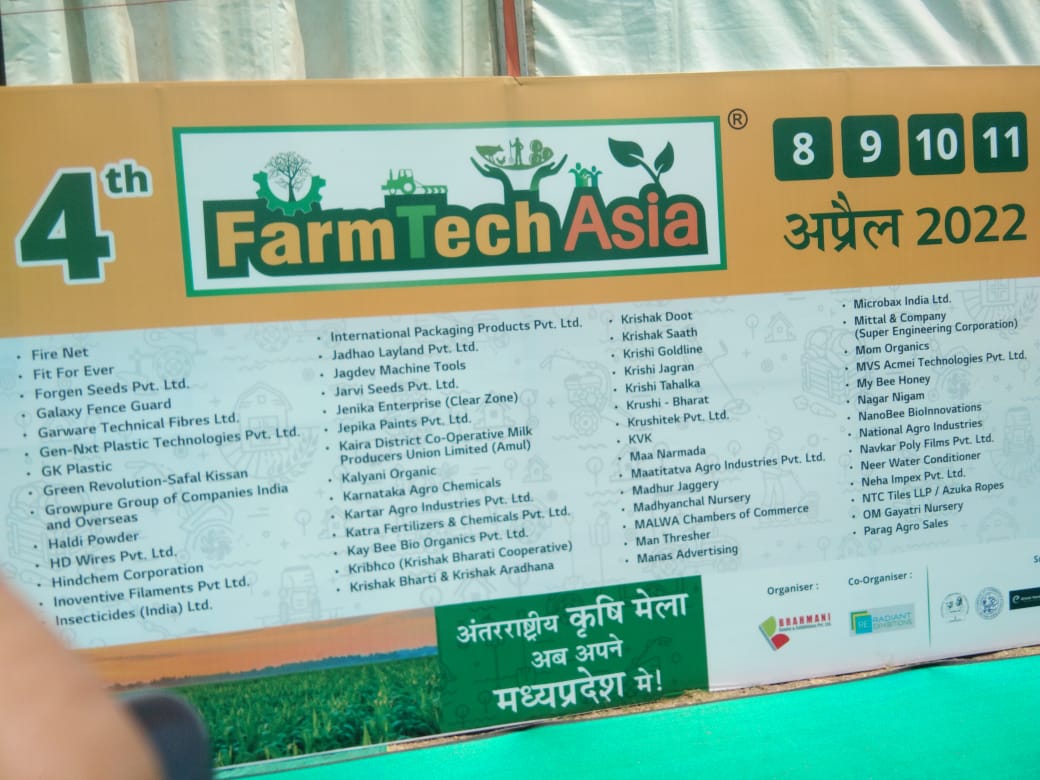 4th
FarmTech Asia
®
8 9 10 11
अप्रैल 2022
• Fire Net
• Fit For Ever
• Forgen Seeds Pvt. Ltd.
• Galaxy Fence Guard
• Garware Technical Fibres Ltd.
• Gen-Nxt Plastic Technologies Pvt. Ltd.
• GK Plastic
• Green Revolution-Safal Kissan
• Growpure Group of Companies India
and Overseas
• Haldi Powder
• HD Wires Pvt. Ltd.
• Hindchem Corporation
• Inoventive Filaments Pvt Ltd.
• Insecticides (India) Ltd.
• International Packaging Products Pvt. Ltd.
• Jadhao Layland Pvt. Ltd.
• Jagdev Machine Tools
• Jarvi Seeds Pvt. Ltd.
• Jenika Enterprise (Clear Zone)
• Jepika Paints Pvt. Ltd.
• Kaira District Co-Operative Milk
Producers Union Limited (Amul)
• Kalyani Organic
• Karnataka Agro Chemicals
• Kartar Agro Industries Pvt. Ltd.
• Katra Fertilizers & Chemicals Pvt. Ltd.
• Kay Bee Bio Organics Pvt. Ltd.
• Kribhco (Krishak Bharati Cooperative)
• Krishak Bharti & Krishak Aradhana
• Krishak Doot
• Krishak Saath
• Krishi Goldline
• Krishi Jagran
• Krishi Tahalka
• Krushi - Bharat
• Krushitek Pvt. Ltd.
• KVK
• Maa Narmada
• Maatitatva Agro Industries Pvt. Ltd.
• Madhur Jaggery
• Madhyanchal Nursery
• MALWA Chambers of Commerce
• Man Thresher
• Manas Advertising
• Microbax India Ltd.
• Mittal & Company
(Super Engineering Corporation)
• Mom Organics
• MVS Acmei Technologies Pvt. Ltd.
• My Bee Honey
• Nagar Nigam
• NanoBee BioInnovations
• National Agro Industries
• Navkar Poly Films Pvt. Ltd.
• Neer Water Conditioner
• Neha Impex Pvt. Ltd.
• NTC Tiles LLP / Azuka Ropes
• OM Gayatri Nursery
• Parag Agro Sales
अंतरराष्ट्रीय कृषि मेला
अब अपने
मध्यप्रदेश मे!
Organiser :
BRAHMANI
Co-Organiser :
RE RADIANT
EXHIBITIONS